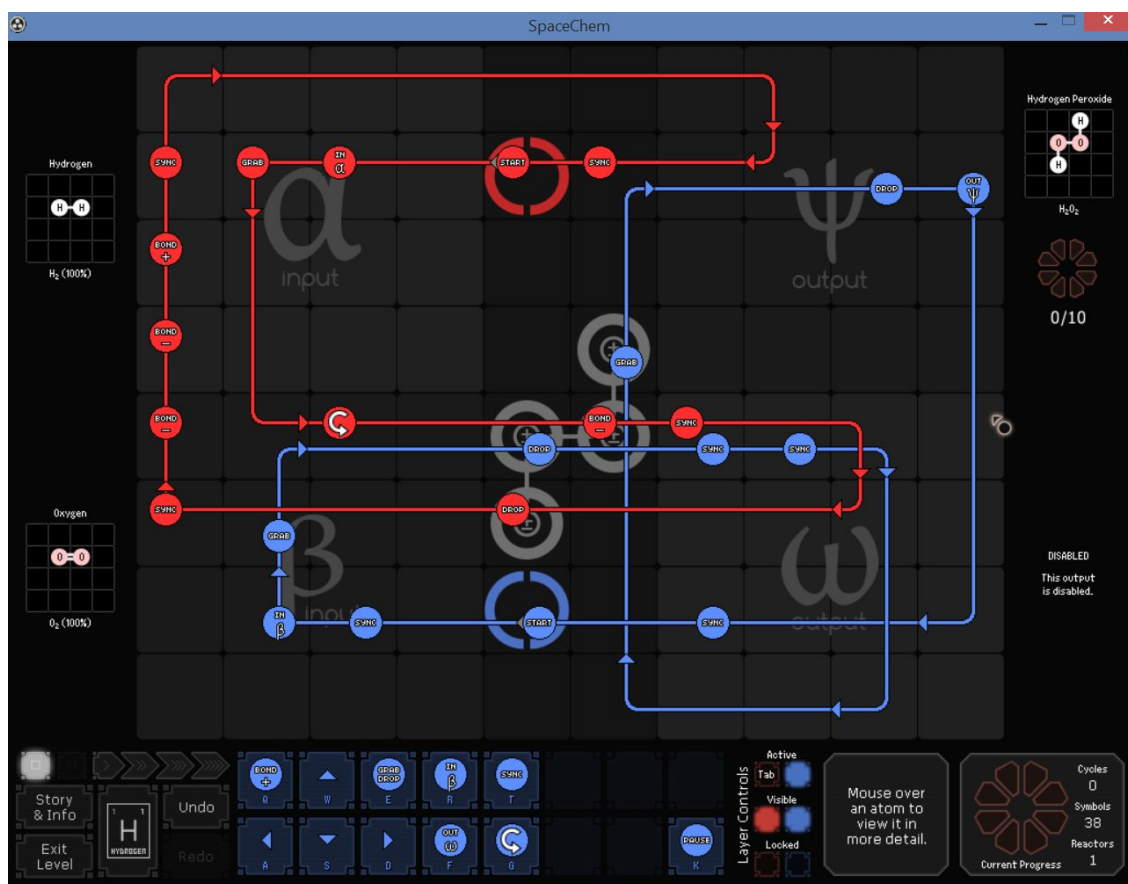 SpaceChem
Hydrogen
H H
H₂ (100%)
Oxygen
O=O
O₂ (100%)
α
input
β
input
ψ
output
ω
output
SYNC
GRAB
IN
α
START
SYNC
BOND
+
BOND
–
BOND
–
BOND
–
SYNC
SYNC
DROP
DROP
OUT
ψ
GRAB
DROP
SYNC
SYNC
GRAB
IN
β
SYNC
START
SYNC
Hydrogen Peroxide
H
O O
H
H₂O₂
0/10
DISABLED
This output
is disabled.
Story
& Info
Exit
Level
1 1
H
HYDROGEN
Undo
Redo
BOND
+
Q
W
GRAB
DROP
E
IN
β
R
SYNC
T
A
S
D
OUT
ω
F
G
PAUSE
K
Layer Controls
Active
Tab
Visible
Locked
Mouse over
an atom to
view it in
more detail.
Cycles
0
Symbols
38
Reactors
1
Current Progress